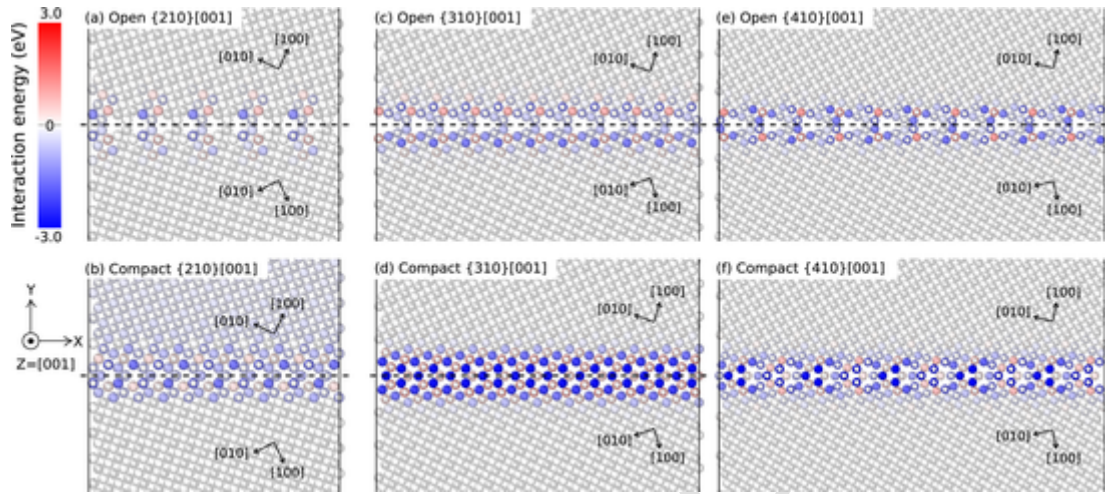 Interaction energy (eV)
3.0
0
-3.0
(a) Open {210}[001]
[100]
[010]
[010]
[100]
(c) Open {310}[001]
[100]
[010]
[010]
[100]
(e) Open {410}[001]
[100]
[010]
[010]
[100]
Y
X
Z=[001]
(b) Compact {210}[001]
[100]
[010]
[010]
[100]
(d) Compact {310}[001]
[100]
[010]
[010]
[100]
(f) Compact {410}[001]
[100]
[010]
[010]
[100]